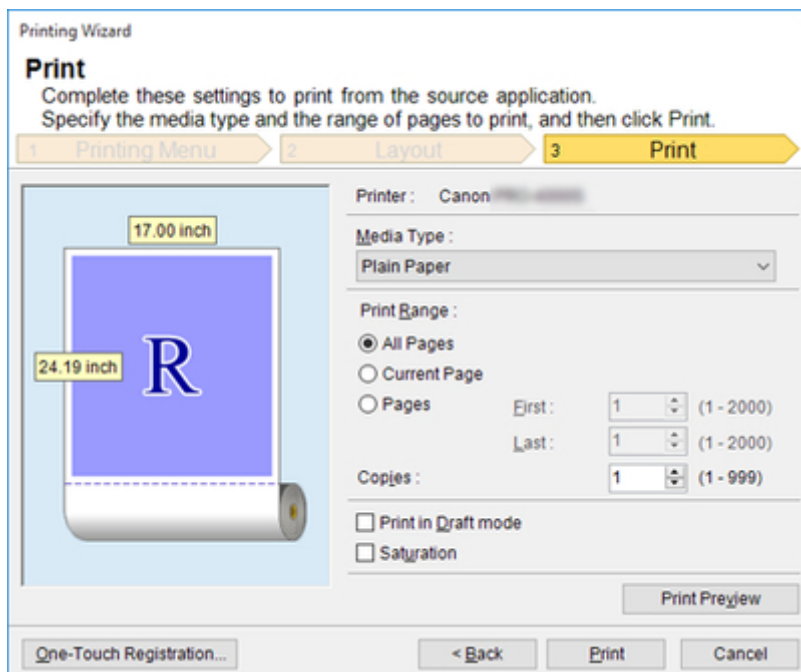 Printing Wizard
Print
Complete these settings to print from the source application.
Specify the media type and the range of pages to print, and then click Print.
1 Printing Menu 2 Layout 3 Print
Printer : Canon
17.00 inch
Media Type :
Plain Paper
Print Range :
All Pages
24.19 inch
R
Current Page
Pages First : 1 (1 - 2000)
Last : 1 (1 - 2000)
Copies : 1 (1 - 999)
Print in Draft mode
Saturation
Print Preview
One-Touch Registration... < Back Print Cancel